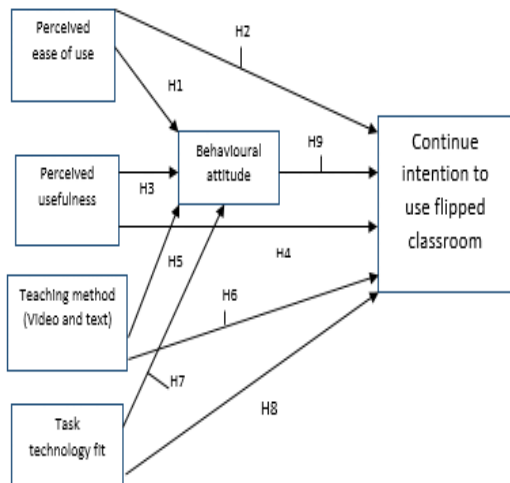 Perceived
ease of use
H2
H1
Behavioural
attitude
H9
Continue
intention to
use flipped
classroom
Perceived
usefulness
H3
H4
H5
Teaching method
(Video and text)
H6
H7
Task
technology fit
H8